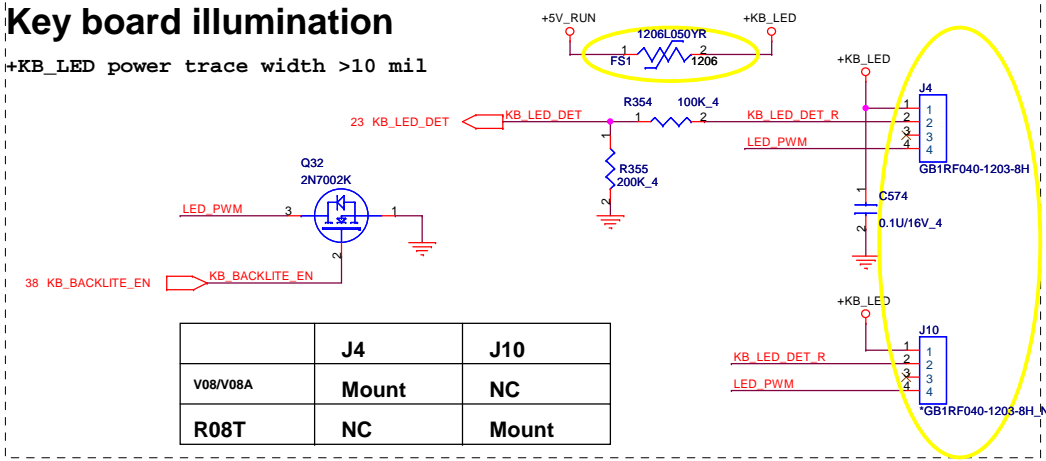 Key board illumination
+KB_LED power trace width >10 mil
+5V_RUN
+KB_LED
1206L050YR
1
2
FS1
1206
+KB_LED
J4
R354
100K_4
23 KB_LED_DET
KB_LED_DET
1
2
KB_LED_DET_R
LED_PWM
1
2
3
4
1
2
3
4
GB1RF040-1203-8H
1
R355
200K_4
2
Q32
2N7002K
LED_PWM
3
1
2
38 KB_BACKLITE_EN
KB_BACKLITE_EN
1
C574
0.1U/16V_4
2
+KB_LED
J10
KB_LED_DET_R
LED_PWM
1
2
3
4
1
2
3
4
*GB1RF040-1203-8H_N
J4 J10
V08/V08A Mount NC
R08T NC Mount